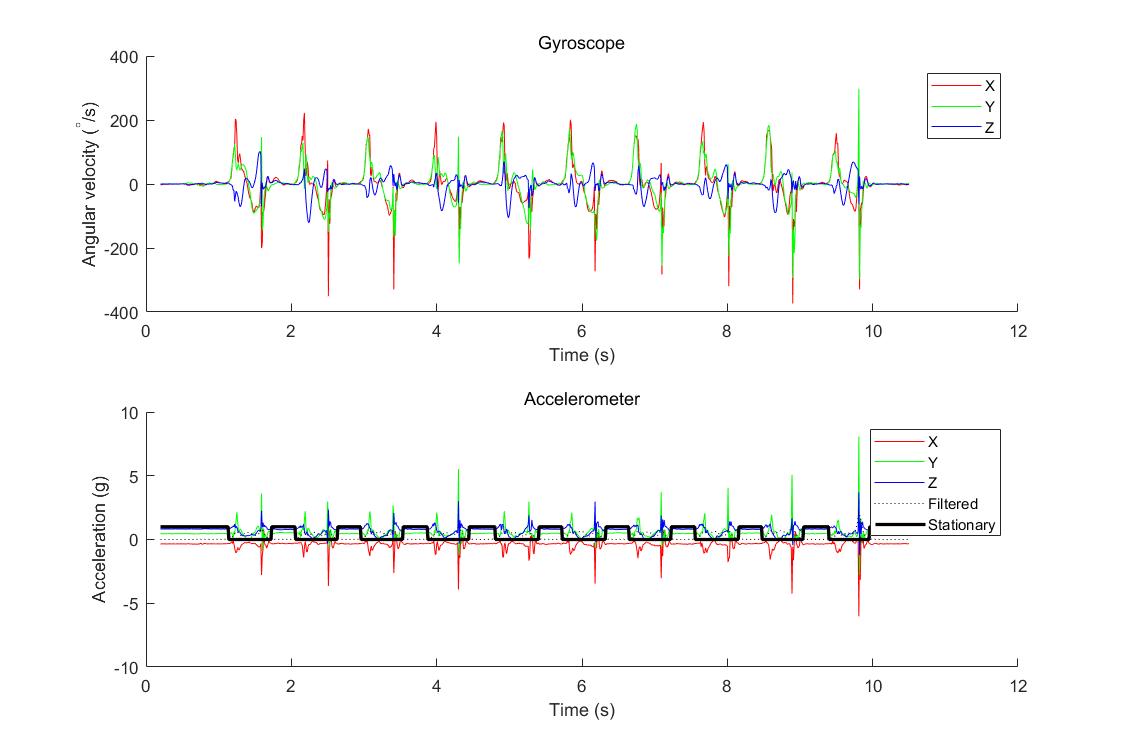 Gyroscope
400
200
0
-200
-400
Angular velocity (°/s)
X
Y
Z
0 2 4 6 8 10 12
Time (s)
Accelerometer
10
5
0
-5
-10
Acceleration (g)
X
Y
Z
Filtered
Stationary
0 2 4 6 8 10 12
Time (s)